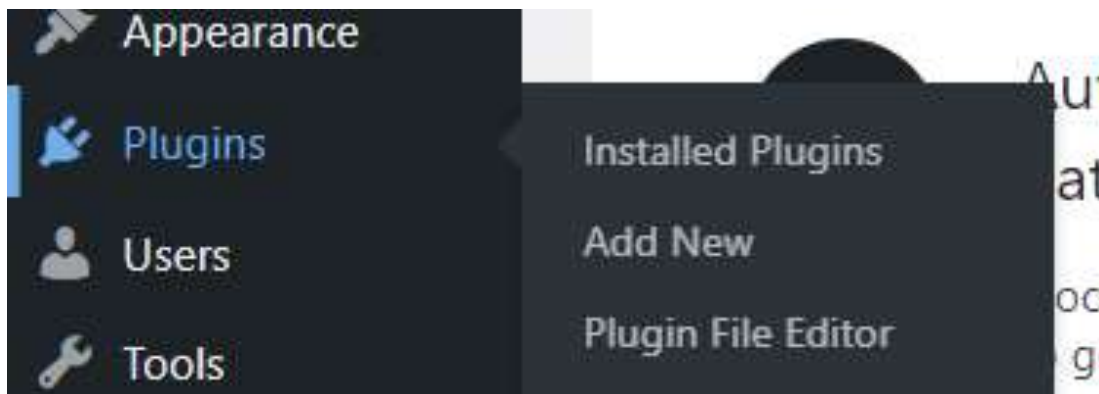 Appearance
Plugins
Users
Tools
Installed Plugins
Add New
Plugin File Editor